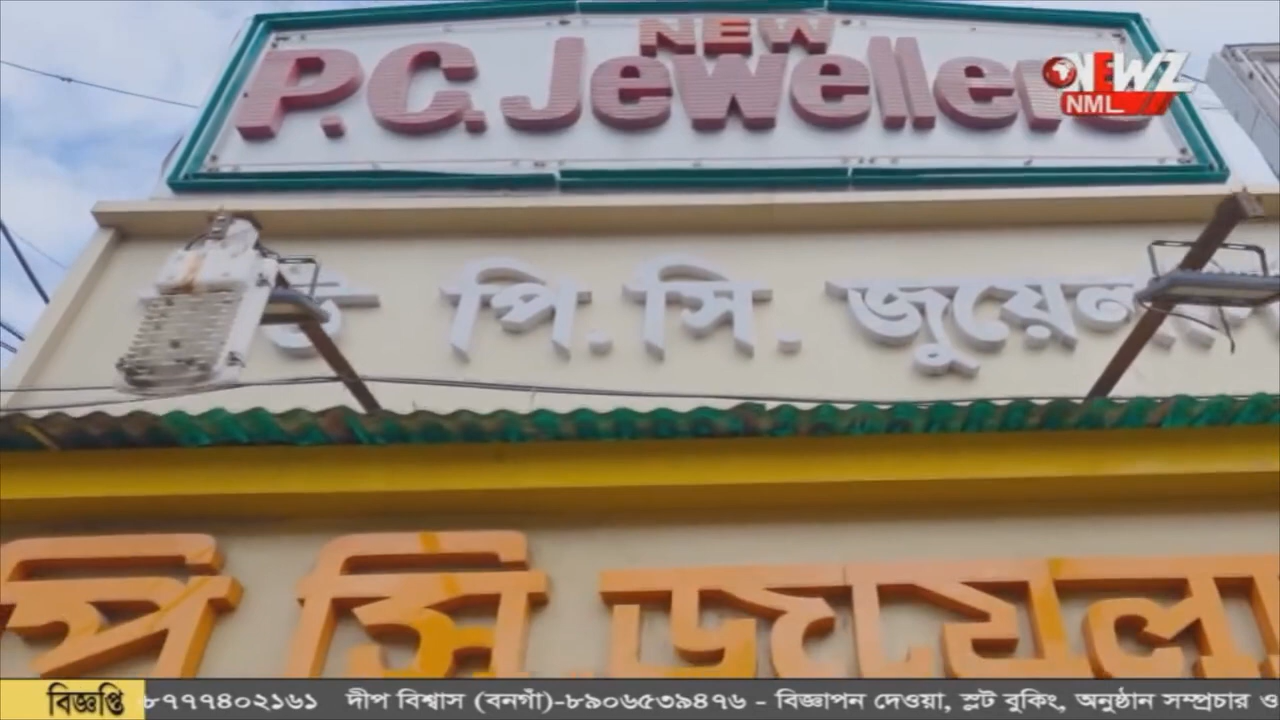 NEW
P.C. Jewellers
NEWZ
NML
উ পি.সি. জুয়েল
পি সি জুয়েলা
বিজ্ঞপ্তি ৮৭৭৭৪০২১৬১ দীপ বিশ্বাস (বনগাঁ)-৮৯০৬৫৩৯৪৭৬ - বিজ্ঞাপন দেওয়া, স্লট বুকিং, অনুষ্ঠান সম্প্রচার ও